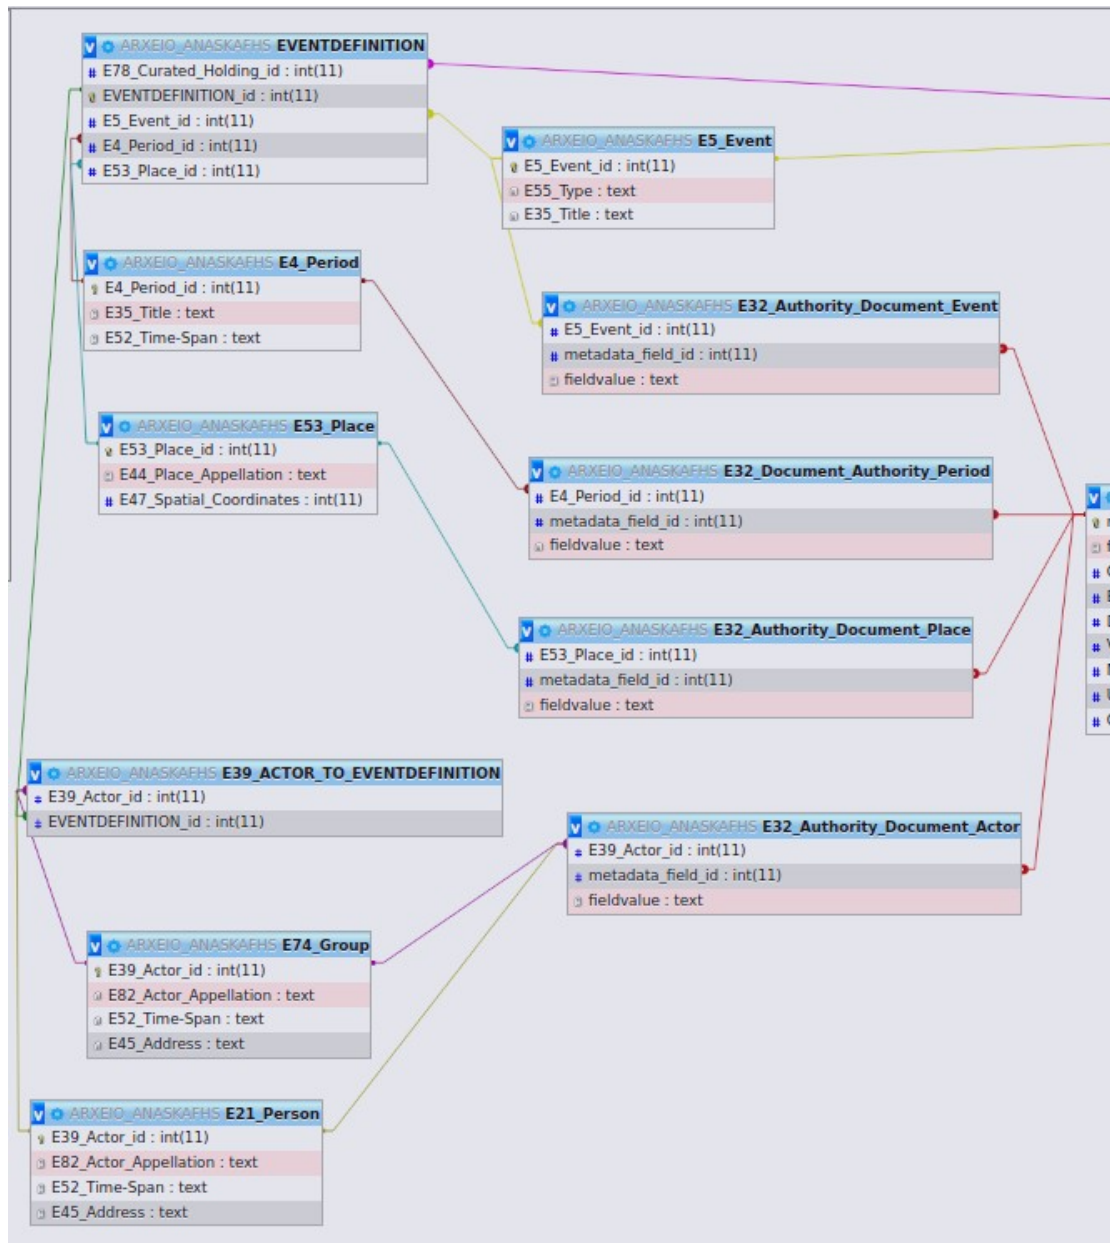 v ARXEIO_ANASKAFHS EVENTDEFINITION
# E78_Curated_Holding_id : int(11)
EVENTDEFINITION_id : int(11)
# E5_Event_id : int(11)
# E4_Period_id : int(11)
# E53_Place_id : int(11)
v ARXEIO_ANASKAFHS E5_Event
E5_Event_id : int(11)
E55_Type : text
E35_Title : text
v ARXEIO_ANASKAFHS E4_Period
E4_Period_id : int(11)
E35_Title : text
E52_Time-Span : text
v ARXEIO_ANASKAFHS E32_Authority_Document_Event
# E5_Event_id : int(11)
# metadata_field_id : int(11)
fieldvalue : text
v ARXEIO_ANASKAFHS E53_Place
E53_Place_id : int(11)
E44_Place_Appellation : text
# E47_Spatial_Coordinates : int(11)
v ARXEIO_ANASKAFHS E32_Document_Authority_Period
# E4_Period_id : int(11)
# metadata_field_id : int(11)
fieldvalue : text
v
#
#
#
#
#
#
#
v ARXEIO_ANASKAFHS E32_Authority_Document_Place
# E53_Place_id : int(11)
# metadata_field_id : int(11)
fieldvalue : text
v ARXEIO_ANASKAFHS E39_ACTOR_TO_EVENTDEFINITION
# E39_Actor_id : int(11)
# EVENTDEFINITION_id : int(11)
v ARXEIO_ANASKAFHS E32_Authority_Document_Actor
# E39_Actor_id : int(11)
# metadata_field_id : int(11)
fieldvalue : text
v ARXEIO_ANASKAFHS E74_Group
E39_Actor_id : int(11)
E82_Actor_Appellation : text
E52_Time-Span : text
E45_Address : text
v ARXEIO_ANASKAFHS E21_Person
E39_Actor_id : int(11)
E82_Actor_Appellation : text
E52_Time-Span : text
E45_Address : text